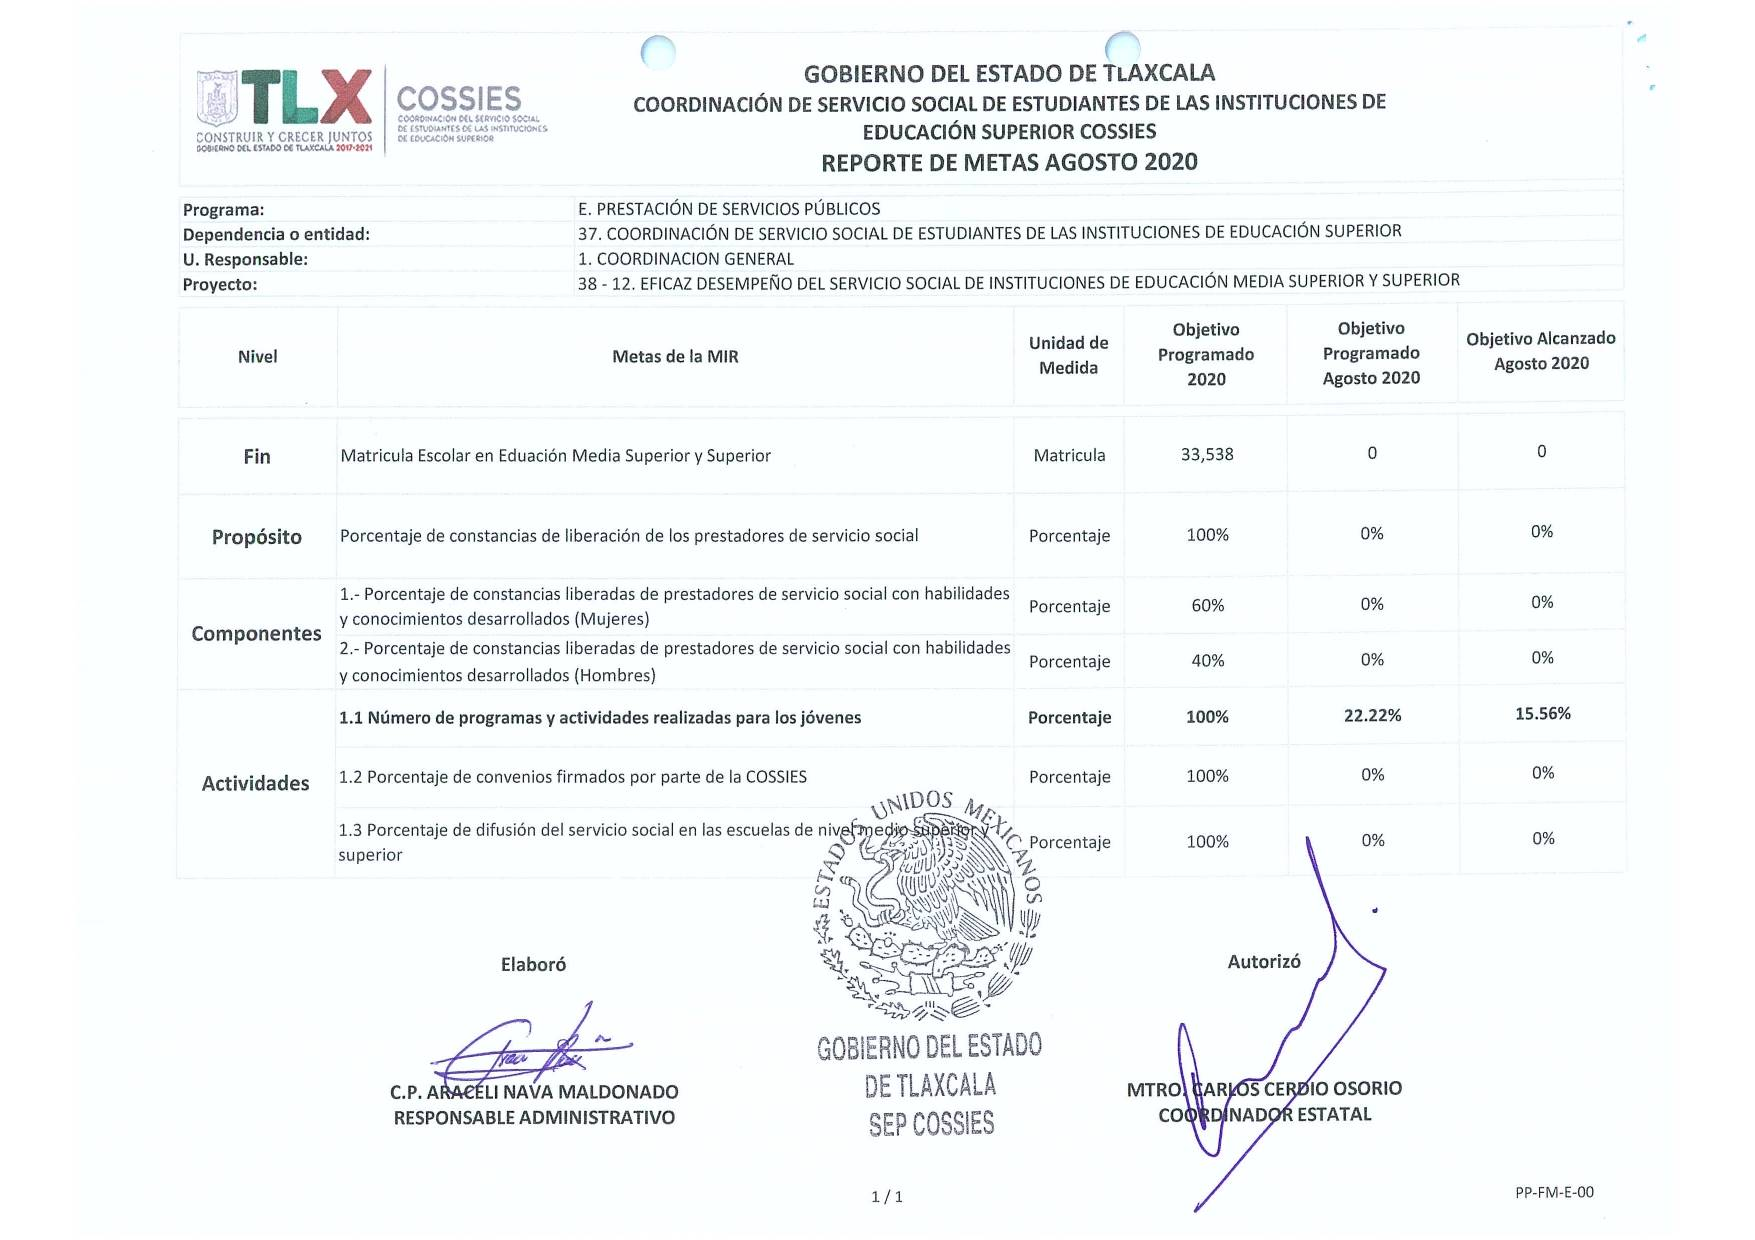 TLX
CONSTRUIR Y CRECER JUNTOS
GOBIERNO DEL ESTADO DE TLAXCALA 2017-2021
COSSIES
COORDINACIÓN DEL SERVICIO SOCIAL
DE ESTUDIANTES DE LAS INSTITUCIONES
DE EDUCACIÓN SUPERIOR
GOBIERNO DEL ESTADO DE TLAXCALA
COORDINACIÓN DE SERVICIO SOCIAL DE ESTUDIANTES DE LAS INSTITUCIONES DE
EDUCACIÓN SUPERIOR COSSIES
REPORTE DE METAS AGOSTO 2020
Programa: E. PRESTACIÓN DE SERVICIOS PÚBLICOS
Dependencia o entidad: 37. COORDINACIÓN DE SERVICIO SOCIAL DE ESTUDIANTES DE LAS INSTITUCIONES DE EDUCACIÓN SUPERIOR
U. Responsable: 1. COORDINACION GENERAL
Proyecto: 38 - 12. EFICAZ DESEMPEÑO DEL SERVICIO SOCIAL DE INSTITUCIONES DE EDUCACIÓN MEDIA SUPERIOR Y SUPERIOR
Nivel
Metas de la MIR
Unidad de
Medida
Objetivo
Programado
2020
Objetivo
Programado
Agosto 2020
Objetivo Alcanzado
Agosto 2020
Fin
Matricula Escolar en Eduación Media Superior y Superior
Matricula
33,538
0
0
Propósito
Porcentaje de constancias de liberación de los prestadores de servicio social
Porcentaje
100%
0%
0%
Componentes
1.- Porcentaje de constancias liberadas de prestadores de servicio social con habilidades
y conocimientos desarrollados (Mujeres)
Porcentaje
60%
0%
0%
2.- Porcentaje de constancias liberadas de prestadores de servicio social con habilidades
y conocimientos desarrollados (Hombres)
Porcentaje
40%
0%
0%
Actividades
1.1 Número de programas y actividades realizadas para los jóvenes
Porcentaje
100%
22.22%
15.56%
1.2 Porcentaje de convenios firmados por parte de la COSSIES
Porcentaje
100%
0%
0%
1.3 Porcentaje de difusión del servicio social en las escuelas de nivel medio superior y
superior
Porcentaje
100%
0%
0%
ESTADOS UNIDOS MEXICANOS
GOBIERNO DEL ESTADO
DE TLAXCALA
SEP COSSIES
Elaboró
C.P. ARACELI NAVA MALDONADO
RESPONSABLE ADMINISTRATIVO
Autorizó
MTRO. CARLOS CERDIO OSORIO
COORDINADOR ESTATAL
1 / 1
PP-FM-E-00